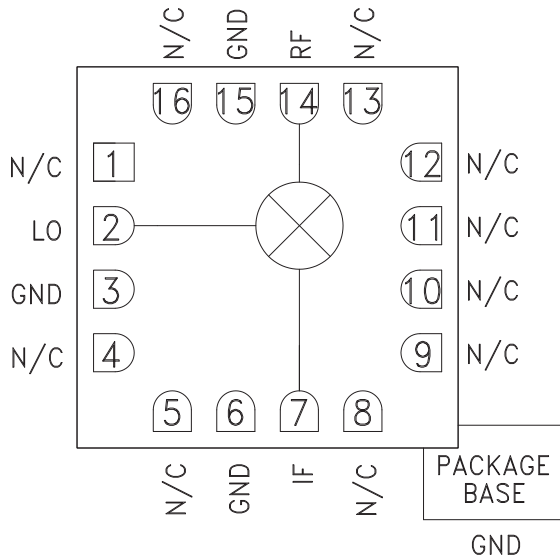 N/C GND RF N/C
16 15 14 13
N/C 1 12 N/C
LO 2 11 N/C
GND 3 10 N/C
N/C 4 9 N/C
5 6 7 8
N/C GND IF N/C
PACKAGE
BASE
GND